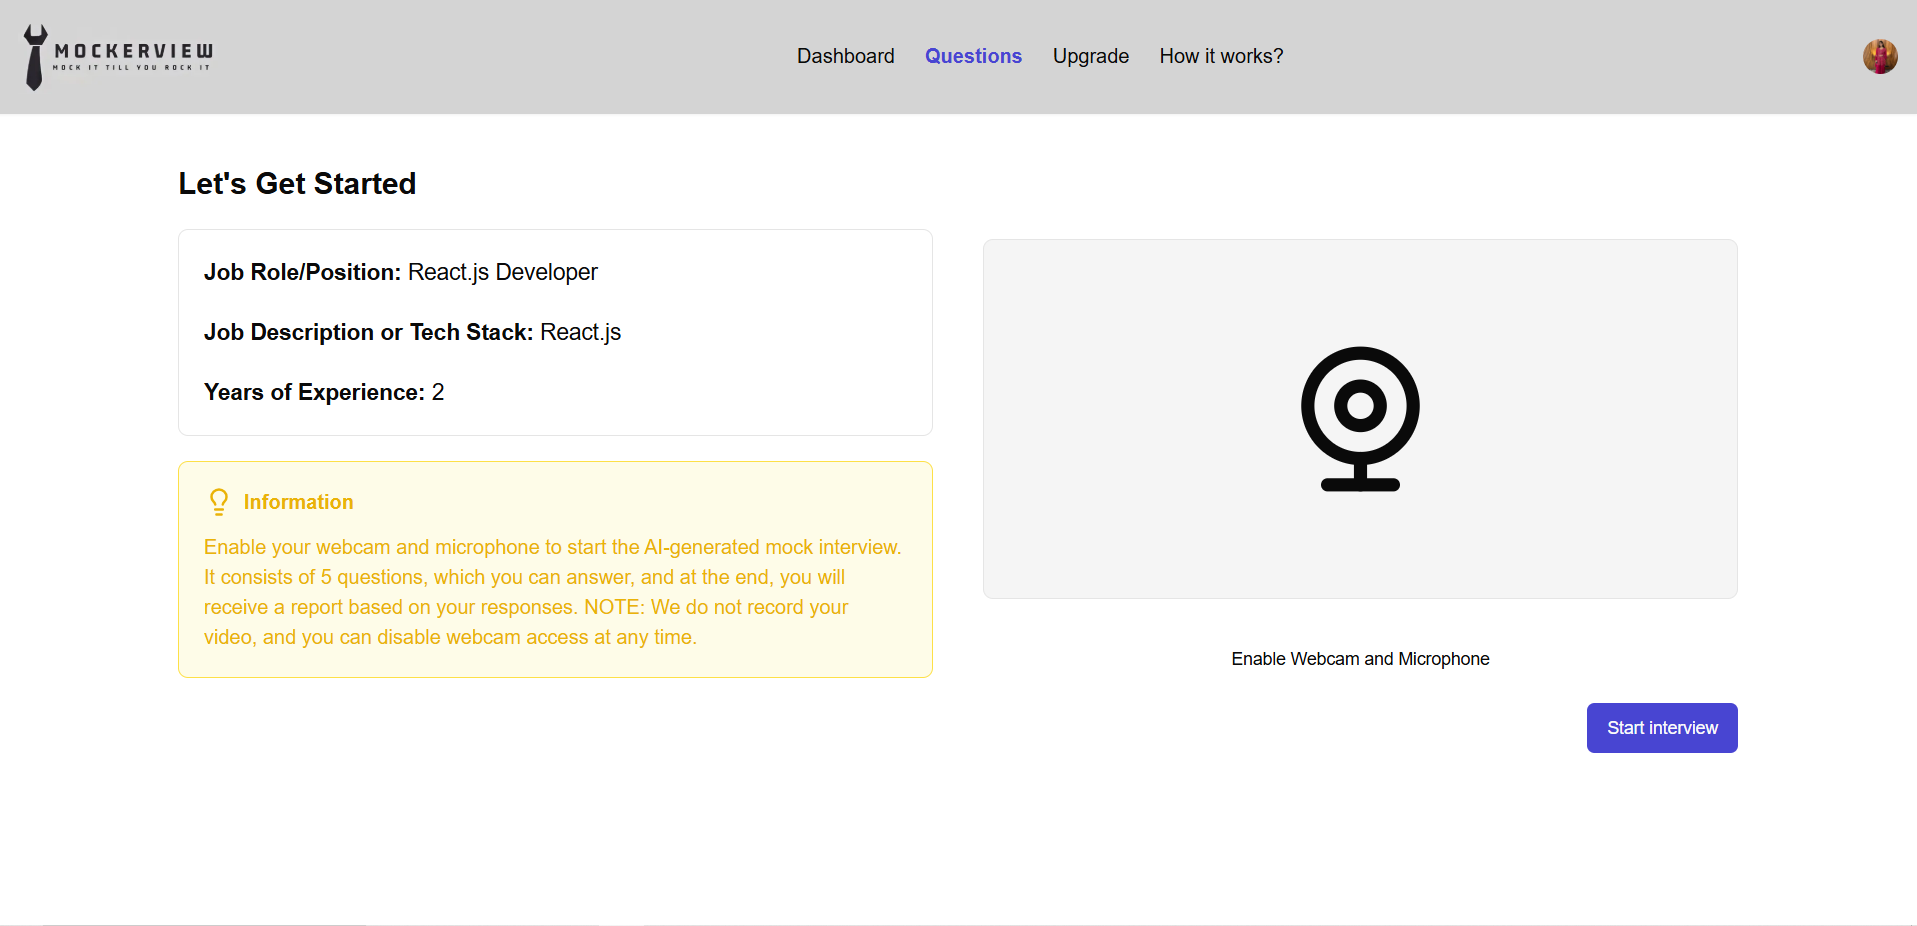 MOCKERVIEW
MOCK IT TILL YOU ROCK IT
Dashboard
Questions
Upgrade
How it works?
Let's Get Started
Job Role/Position: React.js Developer
Job Description or Tech Stack: React.js
Years of Experience: 2
Information
Enable your webcam and microphone to start the AI-generated mock interview.
It consists of 5 questions, which you can answer, and at the end, you will
receive a report based on your responses. NOTE: We do not record your
video, and you can disable webcam access at any time.
Enable Webcam and Microphone
Start interview